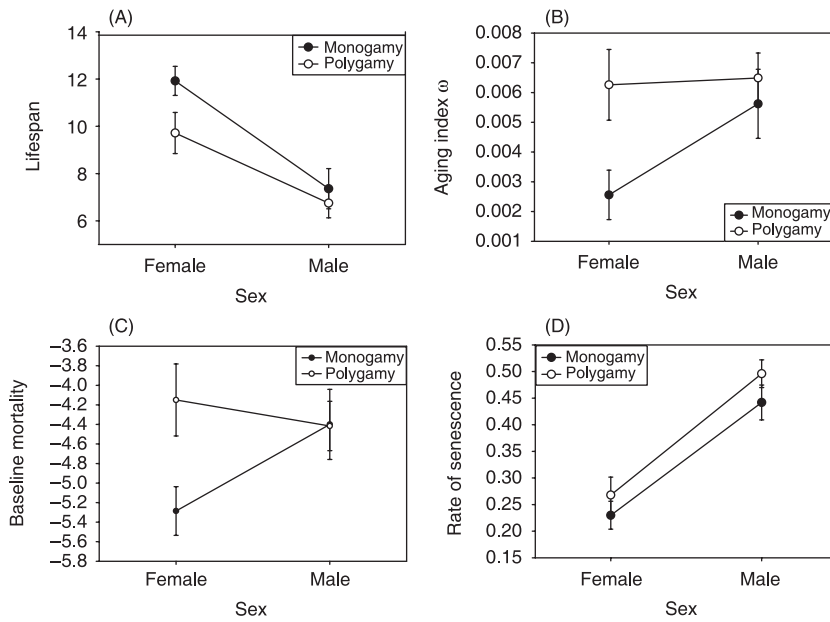 (A)
Monogamy
Polygamy
12
10
8
6
Lifespan
Female
Male
Sex
(B)
0.007
0.006
0.005
0.004
0.003
0.002
0.001
Aging index ω
Monogamy
Polygamy
Female
Male
Sex
(C)
Monogamy
Polygamy
−3.6
−3.8
−4.0
−4.2
−4.4
−4.6
−4.8
−5.0
−5.2
−5.4
−5.6
−5.8
Baseline mortality
Female
Male
Sex
(D)
Monogamy
Polygamy
0.55
0.50
0.45
0.40
0.35
0.30
0.25
0.20
0.15
Rate of senescence
Female
Male
Sex